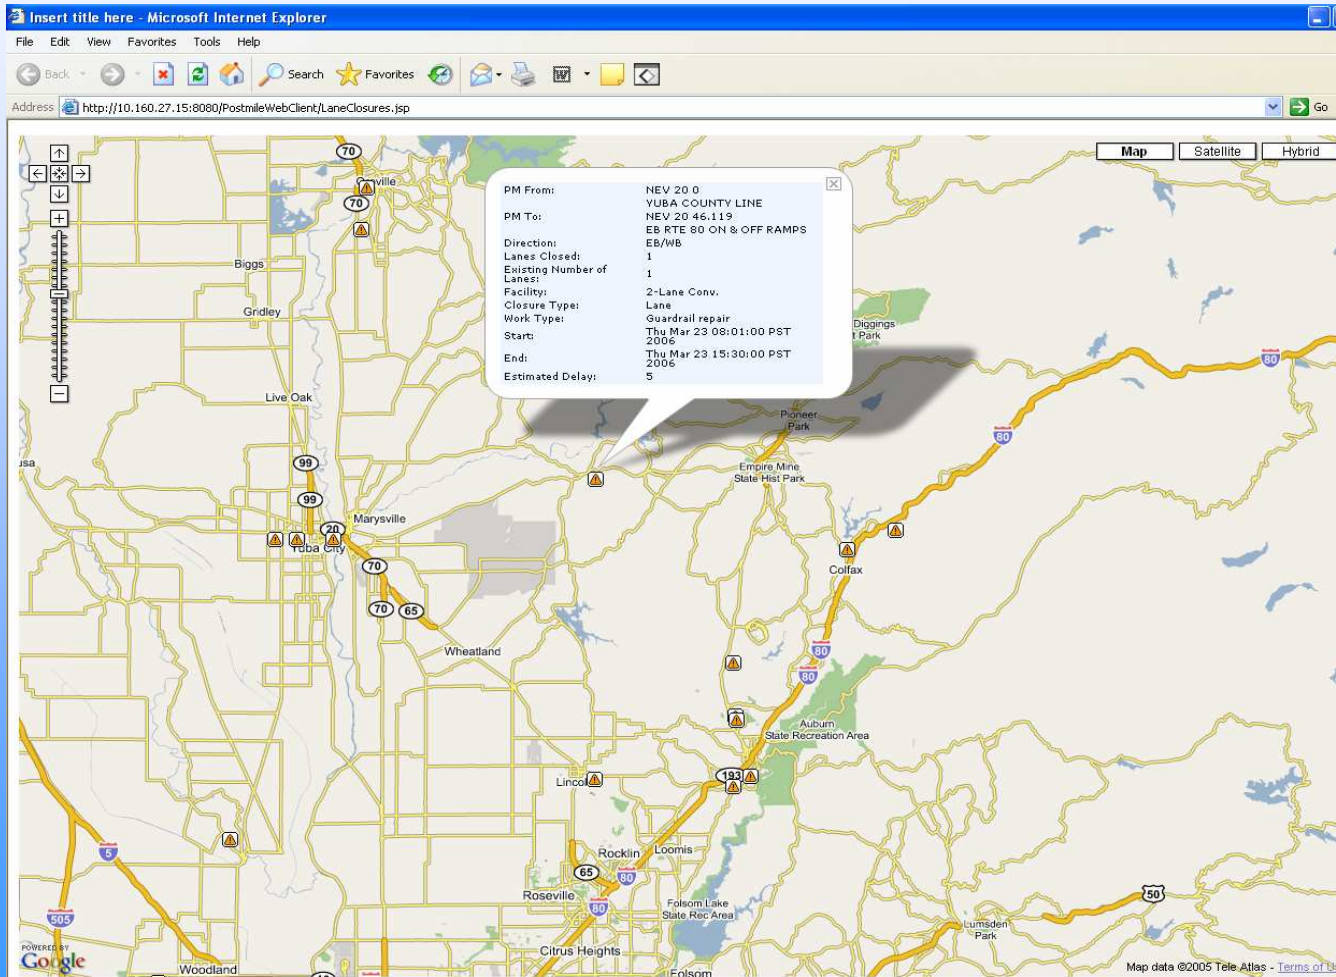 Insert title here - Microsoft Internet Explorer
File Edit View Favorites Tools Help
Back Search Favorites
Address http://10.160.27.15:8080/PostmileWebClient/LaneClosures.jsp Go
Map Satellite Hybrid
PM From: NEV 20 0
YUBA COUNTY LINE
PM To: NEV 20 46.119
EB RTE 80 ON & OFF RAMPS
Direction: EB/WB
Lanes Closed: 1
Existing Number of
Lanes: 1
Facility: 2-Lane Conv.
Closure Type: Lane
Work Type: Guardrail repair
Start: Thu Mar 23 08:01:00 PST
2006
End: Thu Mar 23 15:30:00 PST
2006
Estimated Delay: 5
70
70
Biggs
Gridley
Diggings
t Park
80
Live Oak
Pioneer
Park
80
99
usa
Empire Mine
State Hist Park
99
Marysville
20
Yuba City
70
Colfax
70 65
Wheatland
80
80
Auburn
State Recreation Area
193
Lincol
5
Rocklin Loomis
65 80
Roseville
80
Folsom Lake
State Rec Area
50
505
Lumsden
Park
Citrus Heights
POWERED BY
Google
Woodland
Folsom
Map data ©2005 Tele Atlas - Terms of U